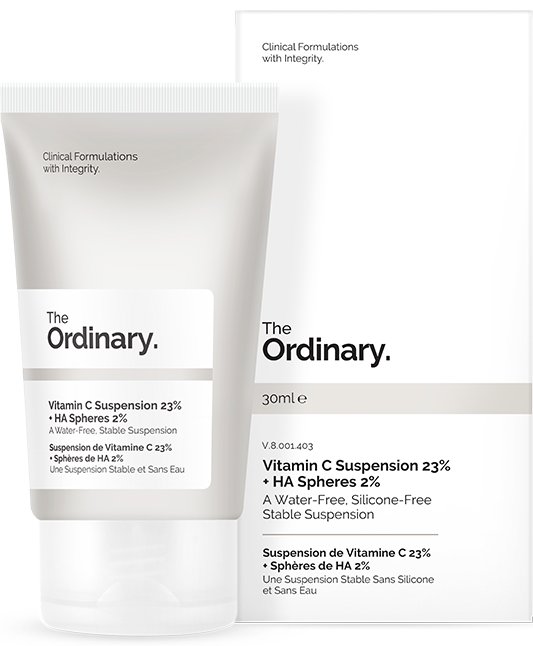 Clinical Formulations
with Integrity.
The
Ordinary.
Vitamin C Suspension 23%
+ HA Spheres 2%
A Water-Free, Stable Suspension
Suspension de Vitamine C 23%
+ Sphères de HA 2%
Une Suspension Stable et Sans Eau
Clinical Formulations
with Integrity.
The
Ordinary.
30ml ℮
V.8.001.403
Vitamin C Suspension 23%
+ HA Spheres 2%
A Water-Free, Silicone-Free
Stable Suspension
Suspension de Vitamine C 23%
+ Sphères de HA 2%
Une Suspension Stable Sans Silicone
et Sans Eau